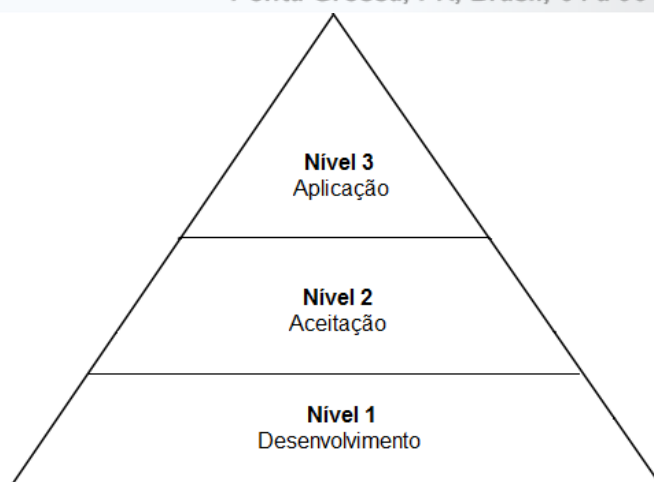 Nível 3
Aplicação
Nível 2
Aceitação
Nível 1
Desenvolvimento